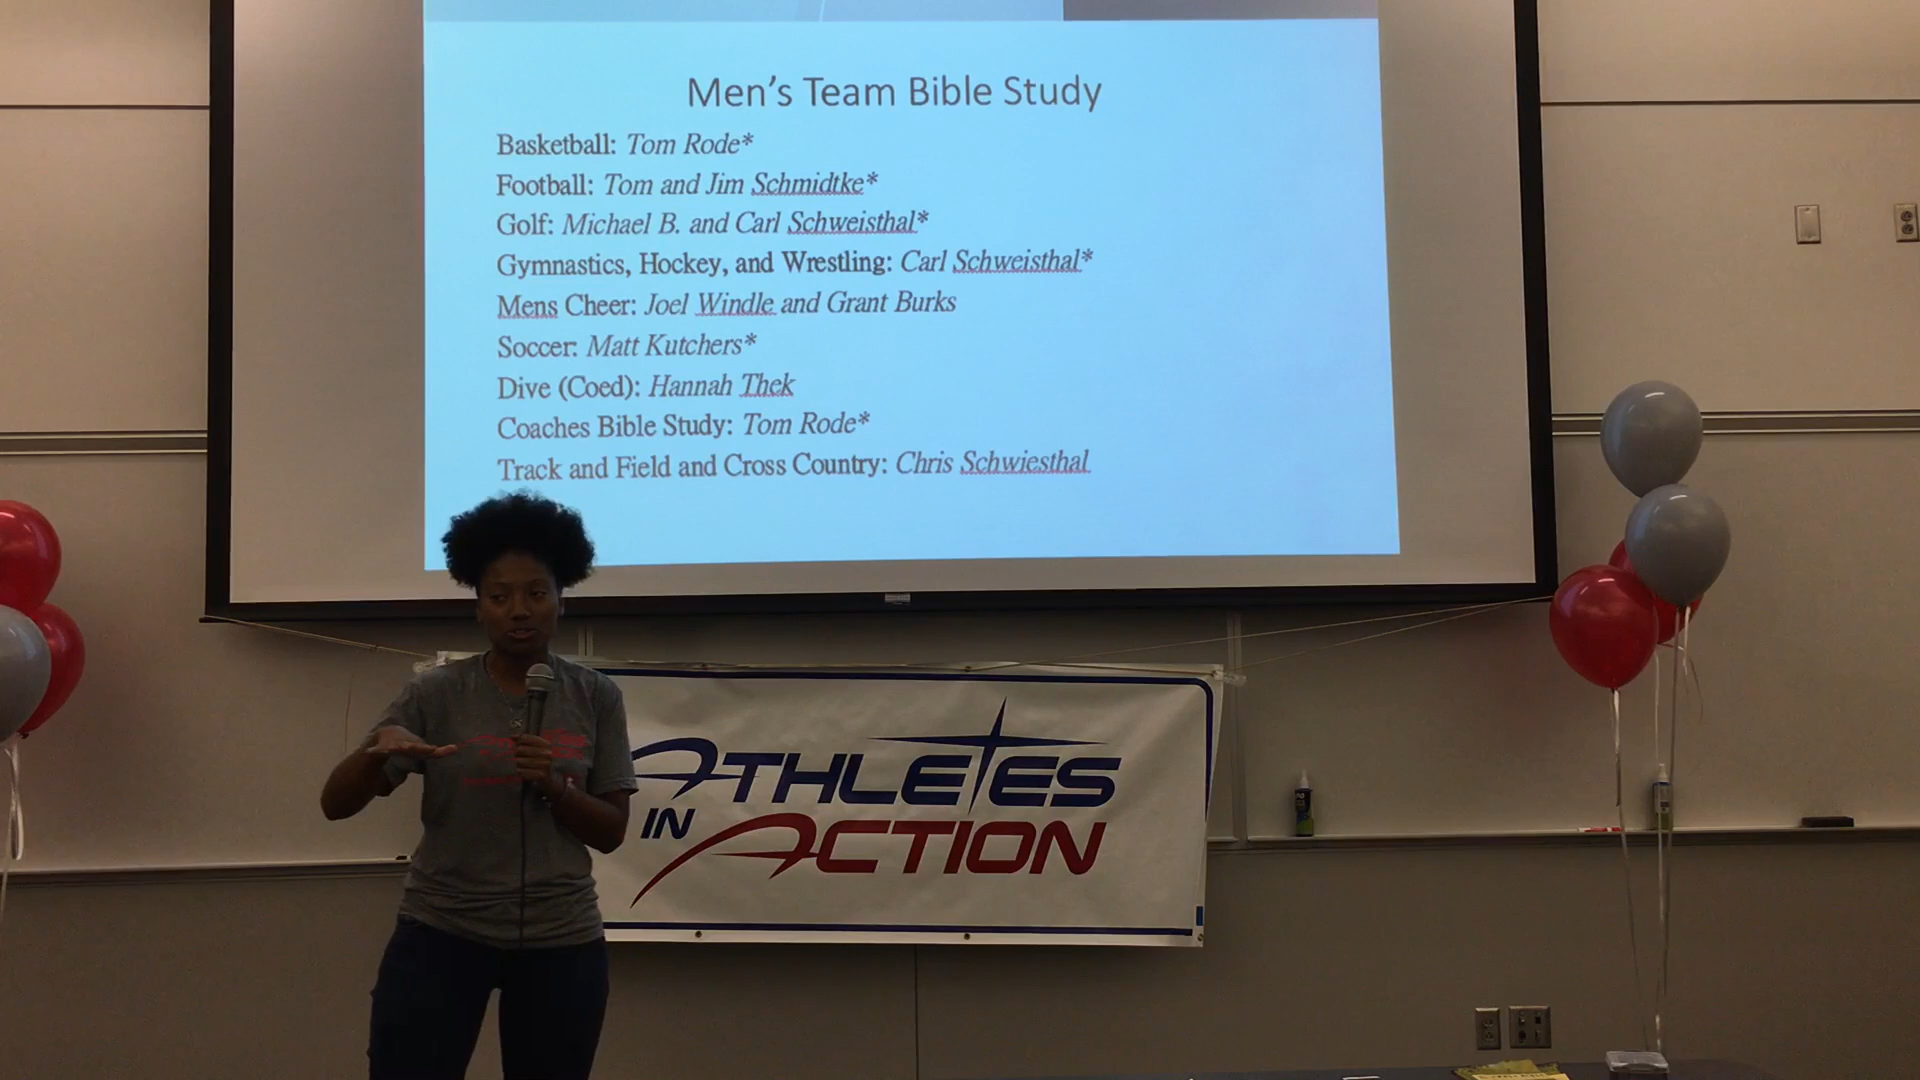 Men's Team Bible Study
Basketball: Tom Rode*
Football: Tom and Jim Schmidtke*
Golf: Michael B. and Carl Schweisthal*
Gymnastics, Hockey, and Wrestling: Carl Schweisthal*
Mens Cheer: Joel Windle and Grant Burks
Soccer: Matt Kutchers*
Dive (Coed): Hannah Thek
Coaches Bible Study: Tom Rode*
Track and Field and Cross Country: Chris Schwiesthal
ATHLETES
IN ACTION